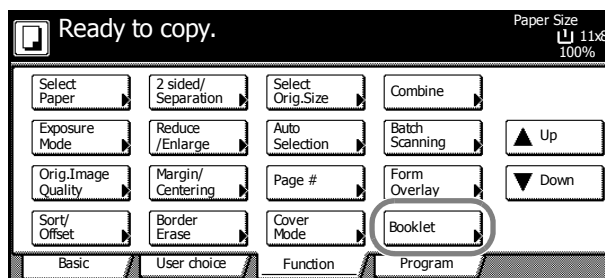 Ready to copy.
Paper Size
11x8
100%
Select
Paper
2 sided/
Separation
Select
Orig.Size
Combine
Exposure
Mode
Reduce
/Enlarge
Auto
Selection
Batch
Scanning
Up
Orig.Image
Quality
Margin/
Centering
Page #
Form
Overlay
Down
Sort/
Offset
Border
Erase
Cover
Mode
Booklet
Basic
User choice
Function
Program